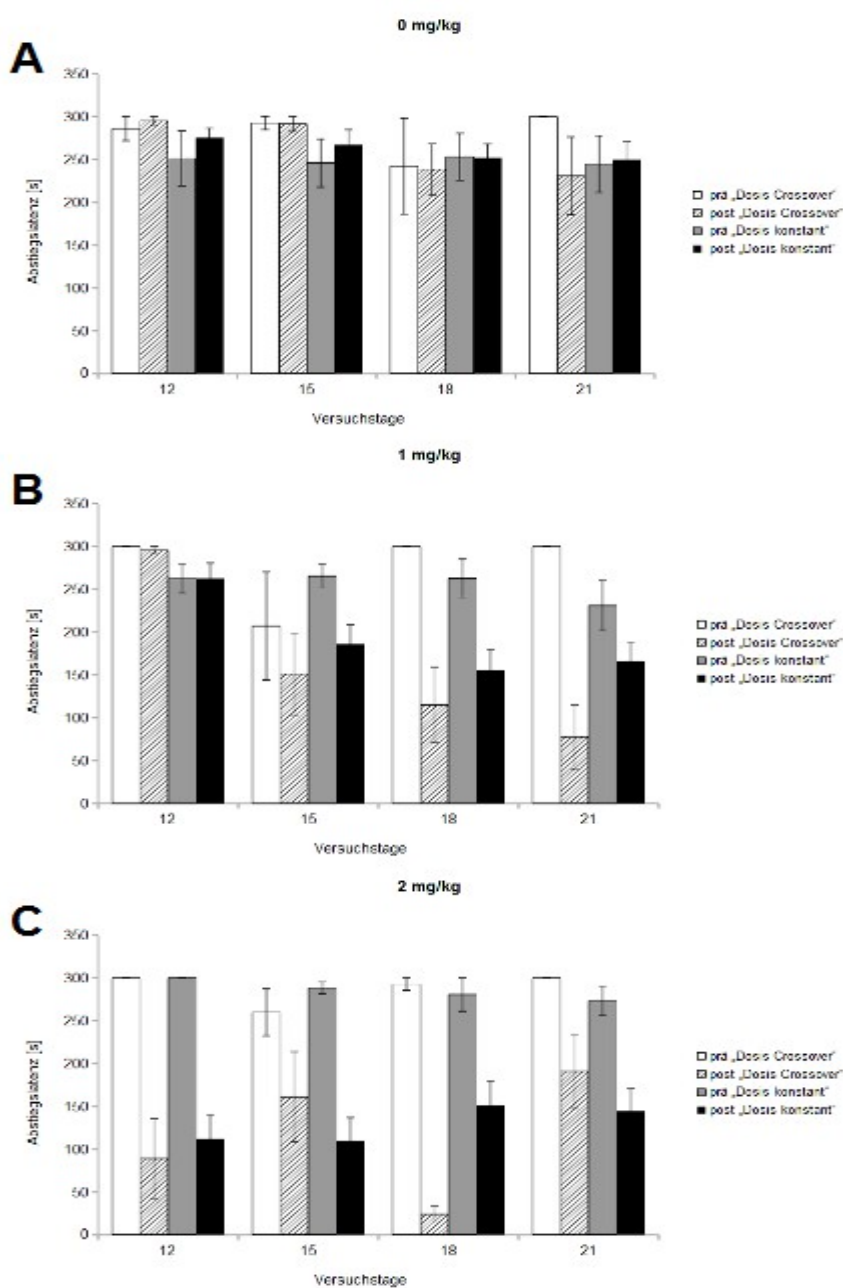 0 mg/kg
A
350
300
250
200
150
100
50
0
Abstiegslatenz [s]
12 15 18 21
Versuchstage
prä „Dosis Crossover“
post „Dosis Crossover“
prä „Dosis konstant“
post „Dosis konstant“
1 mg/kg
B
350
300
250
200
150
100
50
0
Abstiegslatenz [s]
12 15 18 21
Versuchstage
prä „Dosis Crossover“
post „Dosis Crossover“
prä „Dosis konstant“
post „Dosis konstant“
2 mg/kg
C
350
300
250
200
150
100
50
0
Abstiegslatenz [s]
12 15 18 21
Versuchstage
prä „Dosis Crossover“
post „Dosis Crossover“
prä „Dosis konstant“
post „Dosis konstant“